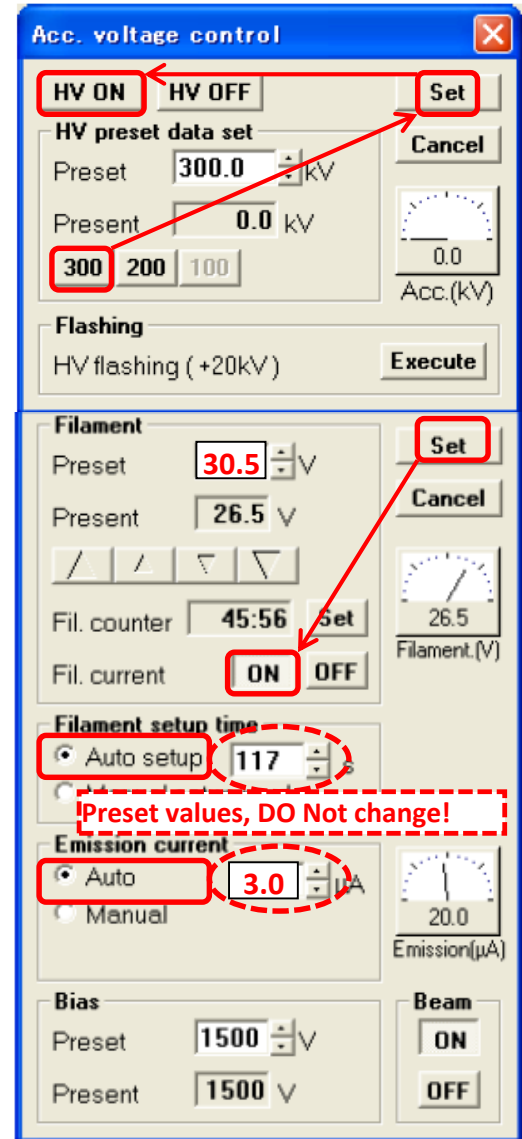 Acc. voltage control
HV ON HV OFF Set
HV preset data set
Cancel
Preset 300.0 kV
Present 0.0 kV
300 200 100
0.0
Acc.(kV)
Flashing
HV flashing ( +20kV ) Execute
Filament
Set
Preset 30.5 V
Cancel
Present 26.5 V
Fil. counter 45:56 Set
26.5
Filament.(V)
Fil. current ON OFF
Filament setup time
Auto setup 117 s
Preset values, DO Not change!
Emission current
Auto 3.0 µA
Manual
20.0
Emission(µA)
Bias
Beam
Preset 1500 V
ON
Present 1500 V
OFF